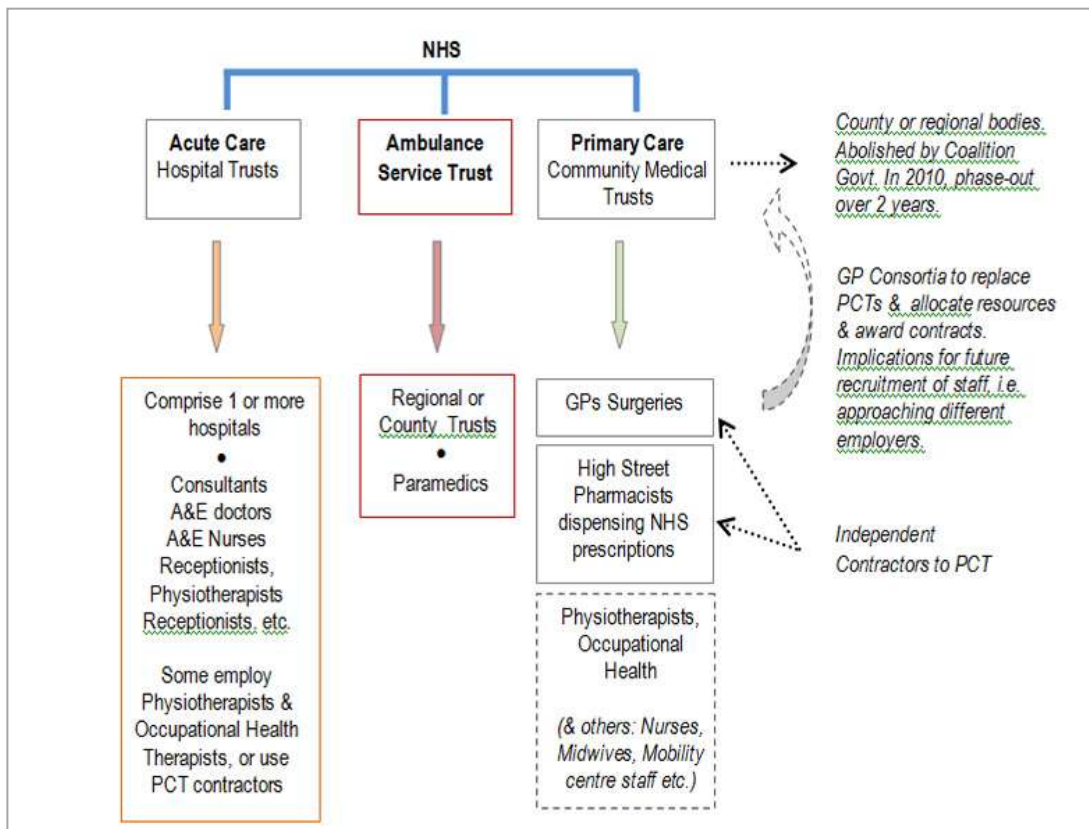 NHS
Acute Care
Hospital Trusts
Ambulance
Service Trust
Primary Care
Community Medical
Trusts
County or regional bodies.
Abolished by Coalition
Govt. In 2010, phase-out
over 2 years.
GP Consortia to replace
PCTs & allocate resources
& award contracts.
Implications for future
recruitment of staff, i.e.
approaching different
employers.
Comprise 1 or more
hospitals
•
Consultants
A&E doctors
A&E Nurses
Receptionists,
Physiotherapists
Receptionists, etc.
Some employ
Physiotherapists &
Occupational Health
Therapists, or use
PCT contractors
Regional or
County Trusts
•
Paramedics
GPs Surgeries
High Street
Pharmacists
dispensing NHS
prescriptions
Independent
Contractors to PCT
Physiotherapists,
Occupational
Health
(& others: Nurses,
Midwives, Mobility
centre staff etc.)